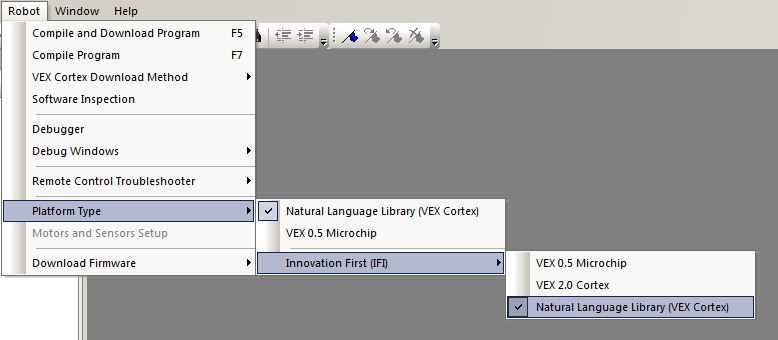 Robot Window Help
Compile and Download Program F5
Compile Program F7
VEX Cortex Download Method
Software Inspection
Debugger
Debug Windows
Remote Control Troubleshooter
Platform Type
Motors and Sensors Setup
Download Firmware
Natural Language Library (VEX Cortex)
VEX 0.5 Microchip
Innovation First (IFI)
VEX 0.5 Microchip
VEX 2.0 Cortex
Natural Language Library (VEX Cortex)